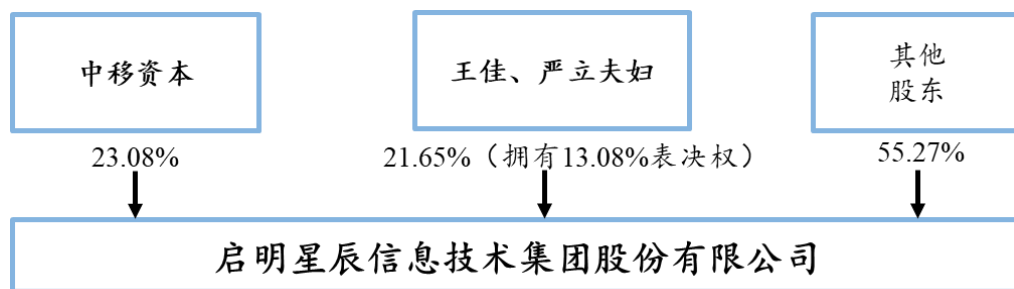 中移资本
王佳、严立夫妇
其他
股东
23.08%
21.65%（拥有13.08%表决权）
55.27%
启明星辰信息技术集团股份有限公司